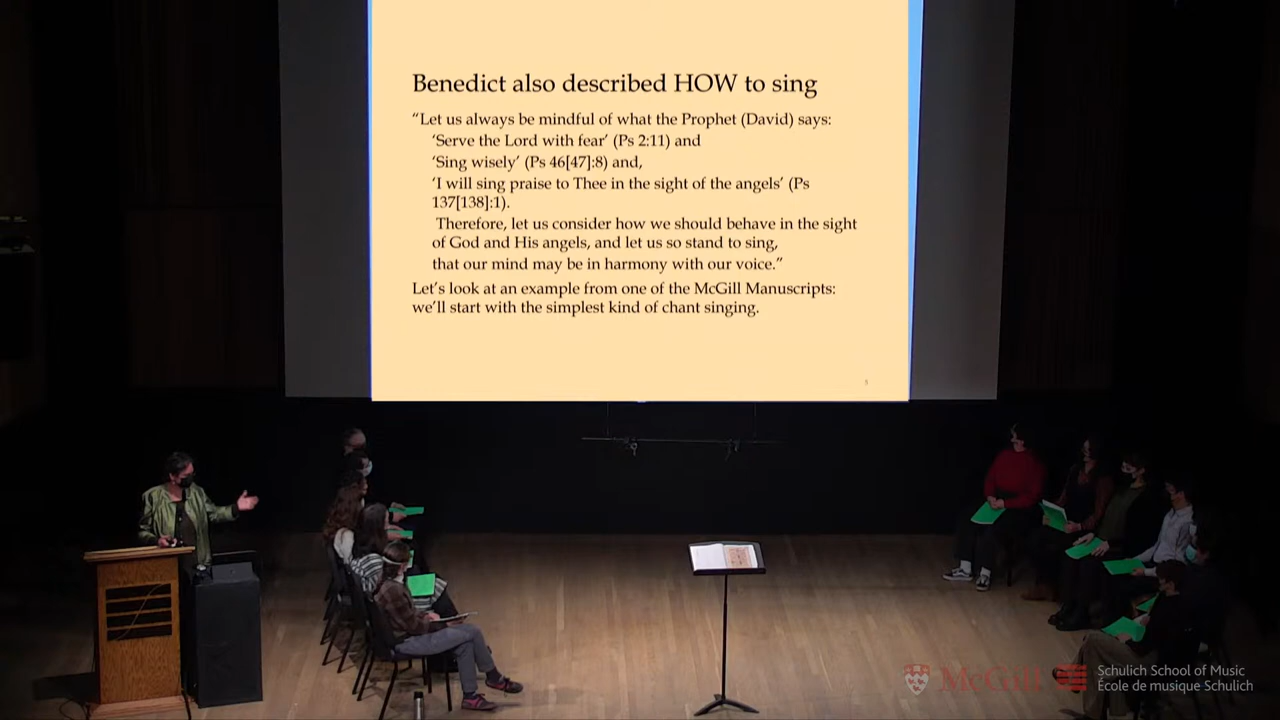 Benedict also described HOW to sing
“Let us always be mindful of what the Prophet (David) says:
‘Serve the Lord with fear’ (Ps 2:11) and
‘Sing wisely’ (Ps 46[47]:8) and,
‘I will sing praise to Thee in the sight of the angels’ (Ps
137[138]:1).
Therefore, let us consider how we should behave in the sight
of God and His angels, and let us so stand to sing,
that our mind may be in harmony with our voice.”
Let’s look at an example from one of the McGill Manuscripts:
we’ll start with the simplest kind of chant singing.
5
McGill
Schulich School of Music
École de musique Schulich